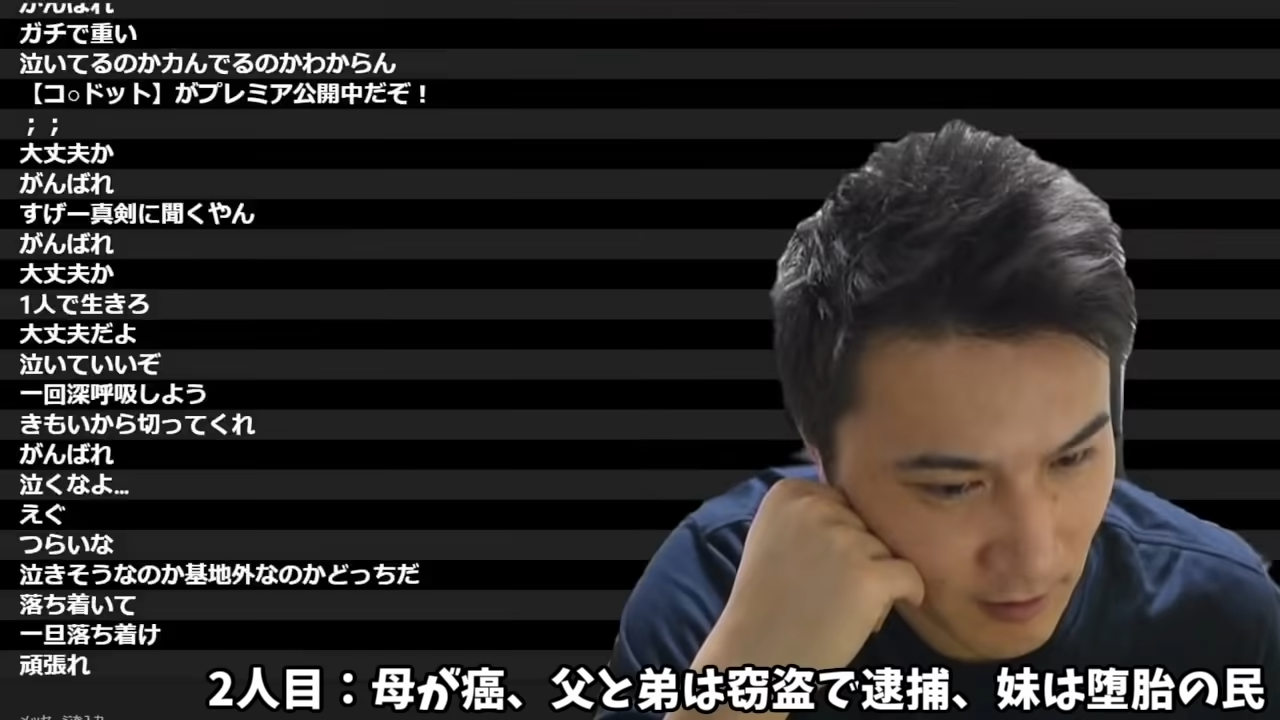 がんばれ
ガチで重い
泣いてるのか力んでるのかわからん
【コ○ドット】がプレミア公開中だぞ！
；；
大丈夫か
がんばれ
すげー真剣に聞くやん
がんばれ
大丈夫か
1人で生きろ
大丈夫だよ
泣いていいぞ
一回深呼吸しよう
きもいから切ってくれ
がんばれ
泣くなよ...
えぐ
つらいな
泣きそうなのか基地外なのかどっちだ
落ち着いて
一旦落ち着け
頑張れ
2人目：母が癌、父と弟は窃盗で逮捕、妹は堕胎の民